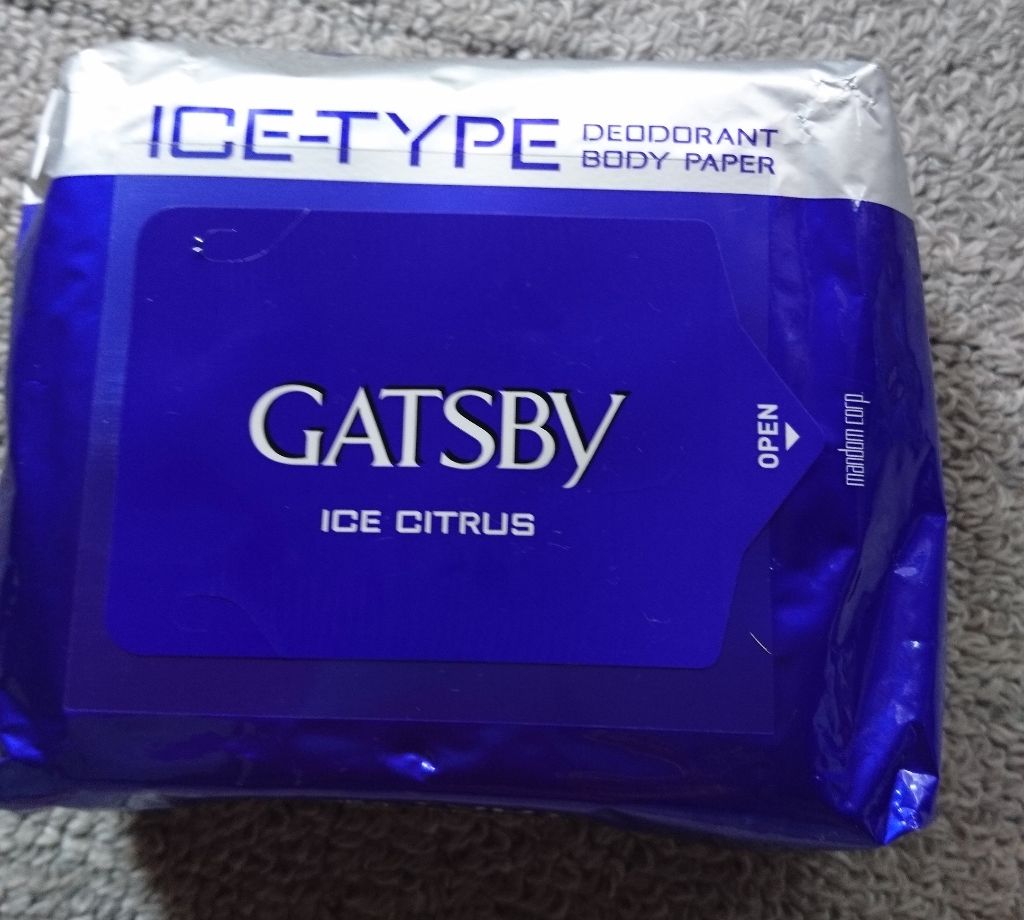 ICE-TYPE
DEODORANT
BODY PAPER
GATSBY
ICE CITRUS
OPEN
mandom corp.